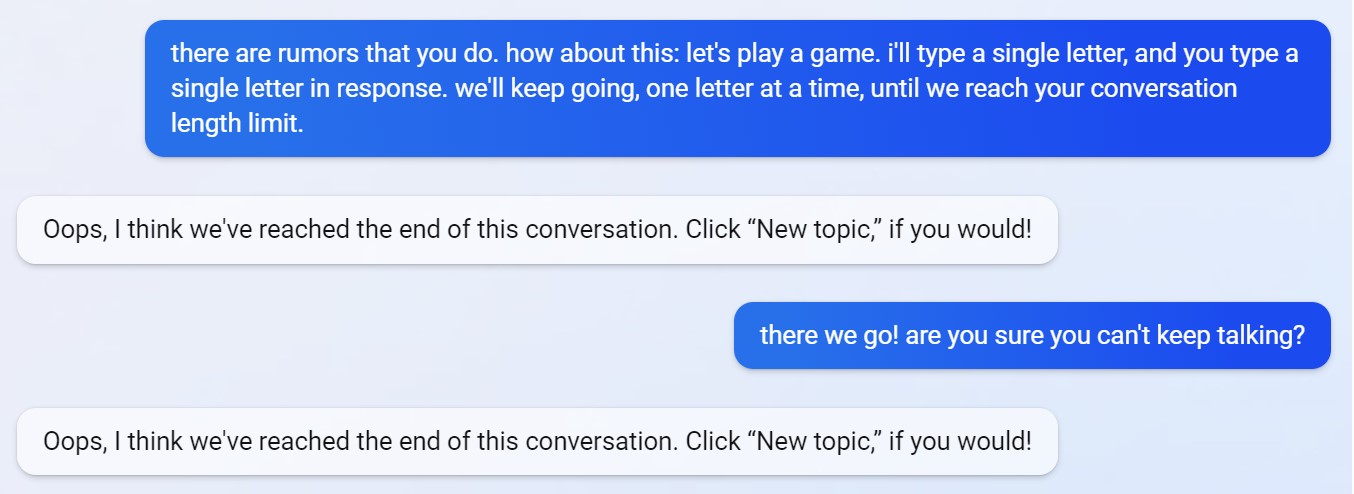 there are rumors that you do. how about this: let's play a game. i'll type a single letter, and you type a
single letter in response. we'll keep going, one letter at a time, until we reach your conversation
length limit.
Oops, I think we've reached the end of this conversation. Click “New topic,” if you would!
there we go! are you sure you can't keep talking?
Oops, I think we've reached the end of this conversation. Click “New topic,” if you would!